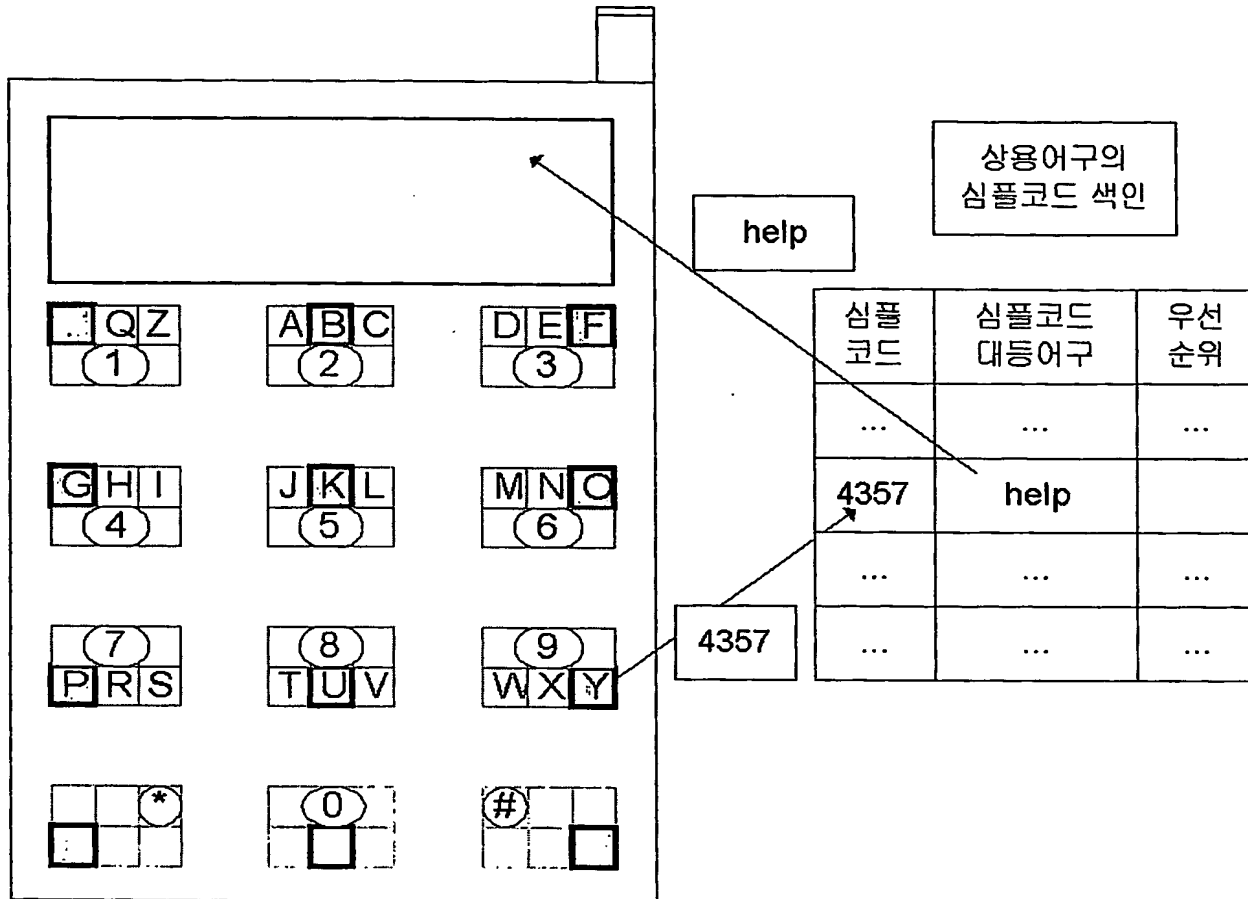 상용어구의
심플코드 색인
help
심플
코드
심플코드
대등어구
우선
순위
... ... ...
4357 help
... ... ...
... ... ...
4357
. Q Z
1
A B C
2
D E F
3
G H I
4
J K L
5
M N O
6
7
P R S
8
T U V
9
W X Y
*
0
#